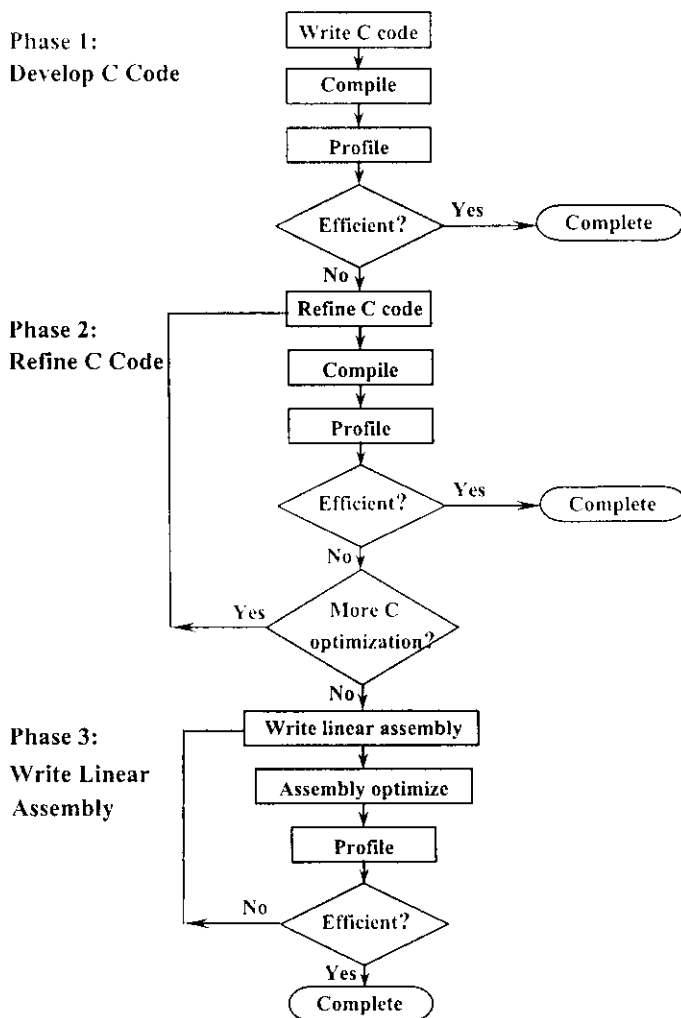 Phase 1:
Develop C Code
Write C code
Compile
Profile
Efficient?
Yes
Complete
No
Phase 2:
Refine C Code
Refine C code
Compile
Profile
Efficient?
Yes
Complete
No
More C
optimization?
Yes
No
Phase 3:
Write Linear
Assembly
Write linear assembly
Assembly optimize
Profile
Efficient?
No
Yes
Complete